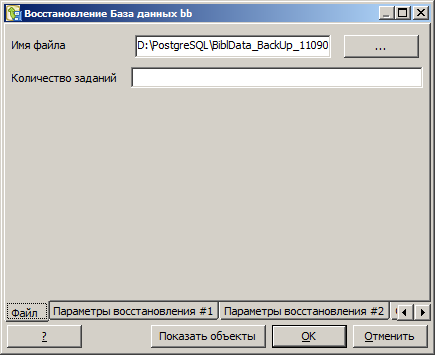 Восстановление База данных bb
Имя файла D:\PostgreSQL\BiblData_BackUp_11090 ...
Количество заданий
Файл Параметры восстановления #1 Параметры восстановления #2
? Показать объекты OK Отменить